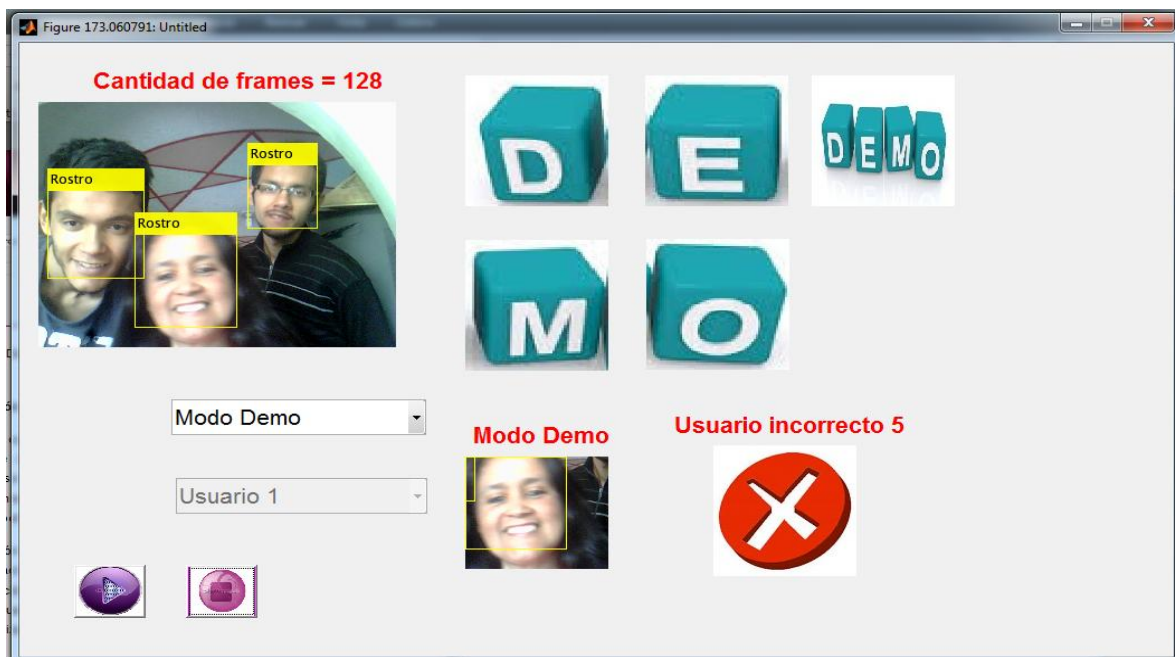 Figure 173.060791: Untitled
Cantidad de frames = 128
Rostro
Rostro
Rostro
D
E
DEMO
M
O
Modo Demo
Usuario 1
Modo Demo
Usuario incorrecto 5